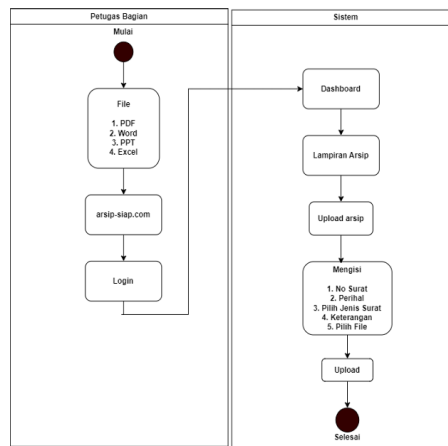 Petugas Bagian
Mulai
File
1. PDF
2. Word
3. PPT
4. Excel
arsip-siap.com
Login
Sistem
Dashboard
Lampiran Arsip
Upload arsip
Mengisi
1. No Surat
2. Perihal
3. Pilih Jenis Surat
4. Keterangan
5. Pilih File
Upload
Selesai